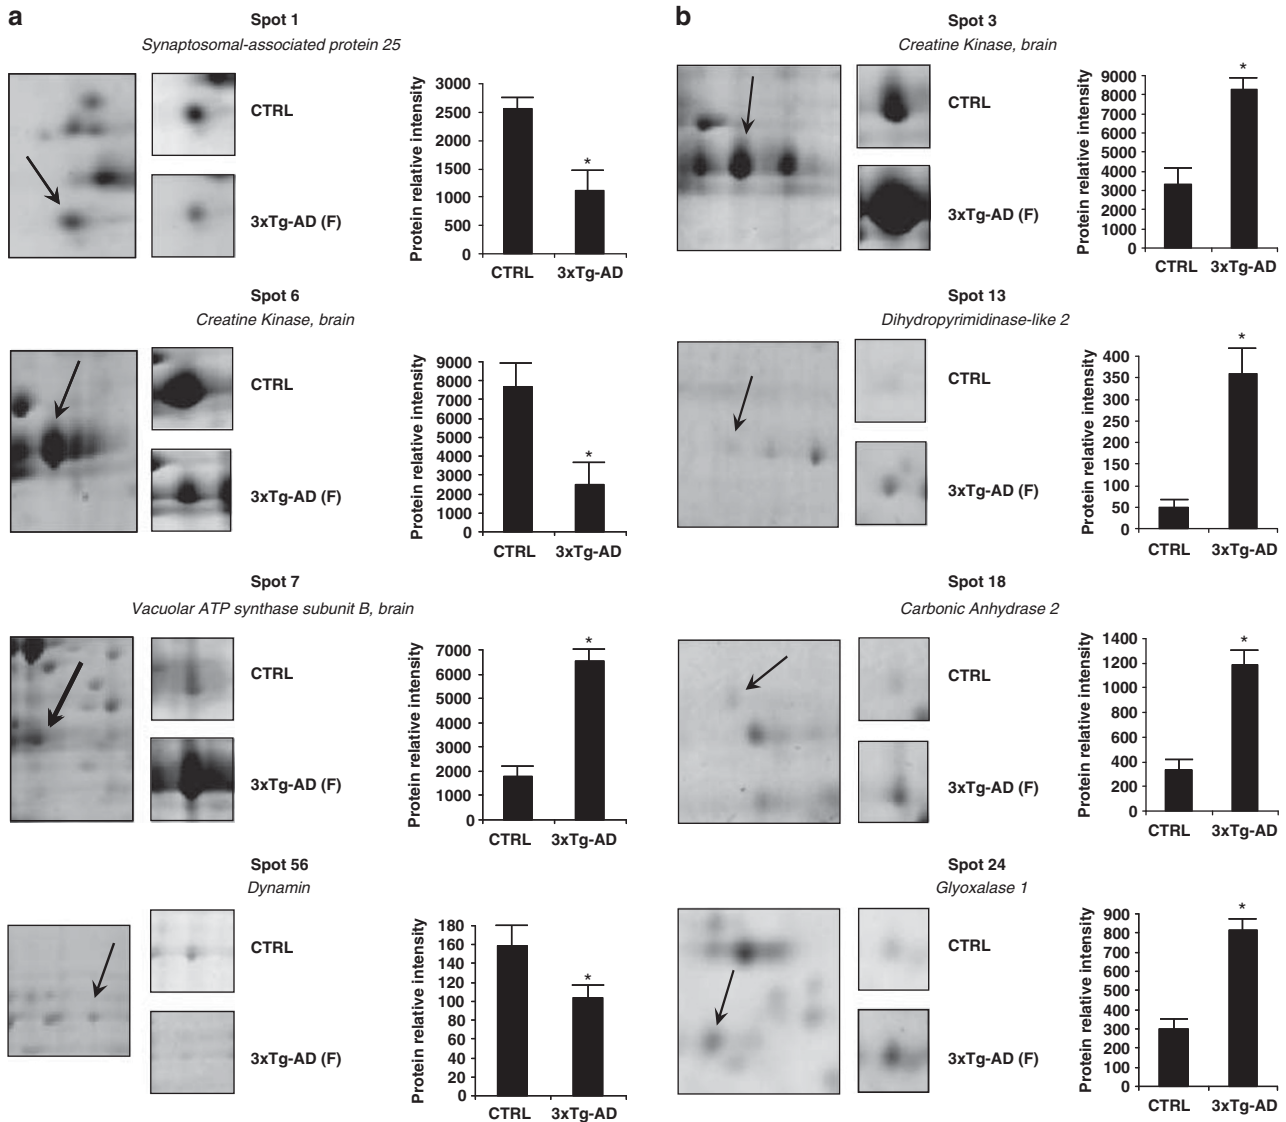 a
Spot 1
Synaptosomal-associated protein 25
CTRL
3xTg-AD (F)
Protein relative intensity
3000
2500
2000
1500
1000
500
0
*
CTRL 3xTg-AD
Spot 6
Creatine Kinase, brain
CTRL
3xTg-AD (F)
Protein relative intensity
9000
8000
7000
6000
5000
4000
3000
2000
1000
0
*
CTRL 3xTg-AD
Spot 7
Vacuolar ATP synthase subunit B, brain
CTRL
3xTg-AD (F)
Protein relative intensity
7000
6000
5000
4000
3000
2000
1000
0
*
CTRL 3xTg-AD
Spot 56
Dynamin
CTRL
3xTg-AD (F)
Protein relative intensity
180
160
140
120
100
80
60
40
20
0
*
CTRL 3xTg-AD
b
Spot 3
Creatine Kinase, brain
CTRL
3xTg-AD (F)
Protein relative intensity
9000
8000
7000
6000
5000
4000
3000
2000
1000
0
*
CTRL 3xTg-AD
Spot 13
Dihydropyrimidinase-like 2
CTRL
3xTg-AD (F)
Protein relative intensity
400
350
300
250
200
150
100
50
0
*
CTRL 3xTg-AD
Spot 18
Carbonic Anhydrase 2
CTRL
3xTg-AD (F)
Protein relative intensity
1400
1200
1000
800
600
400
200
0
*
CTRL 3xTg-AD
Spot 24
Glyoxalase 1
CTRL
3xTg-AD (F)
Protein relative intensity
900
800
700
600
500
400
300
200
100
0
*
CTRL 3xTg-AD